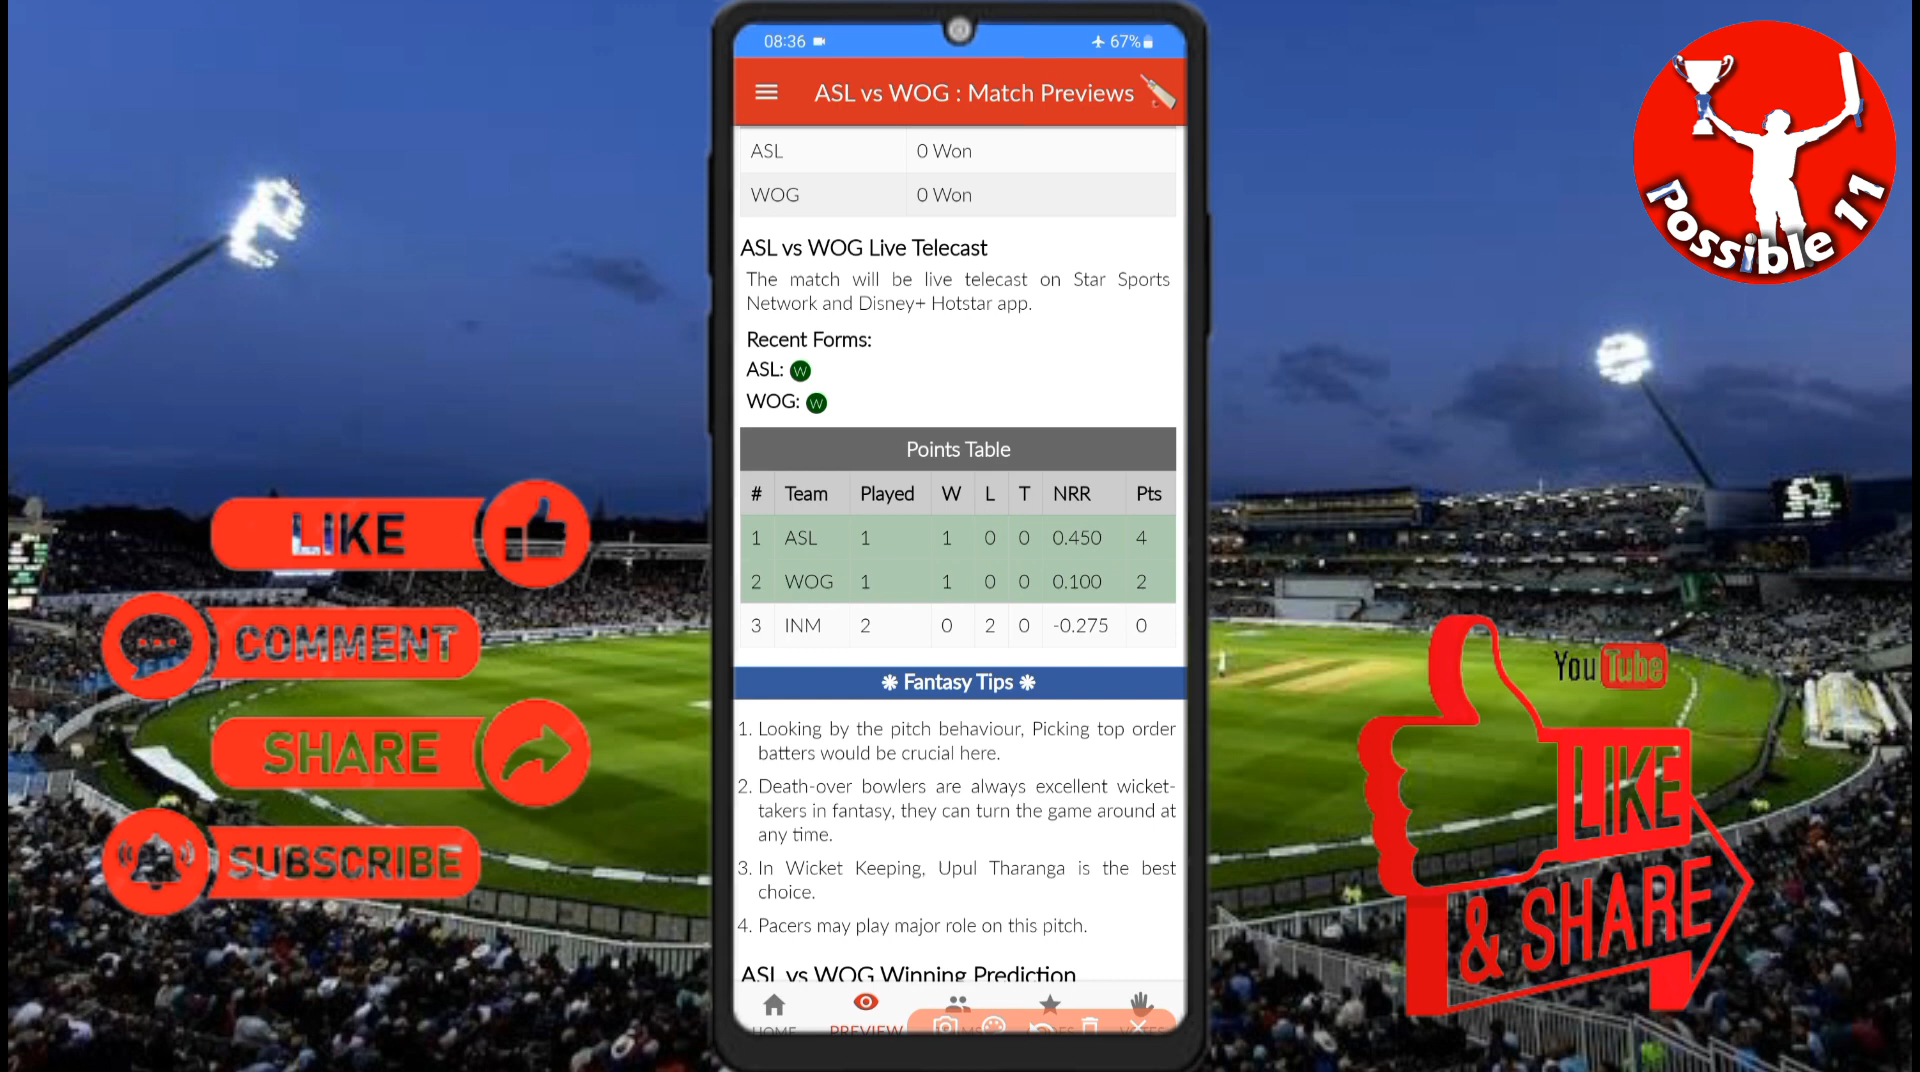 08:36
67%
ASL vs WOG : Match Previews
ASL 0 Won
WOG 0 Won
ASL vs WOG Live Telecast
The match will be live telecast on Star Sports
Network and Disney+ Hotstar app.
Recent Forms:
ASL: W
WOG: W
Points Table
# Team Played W L T NRR Pts
1 ASL 1 1 0 0 0.450 4
2 WOG 1 1 0 0 0.100 2
3 INM 2 0 2 0 -0.275 0
Fantasy Tips
1. Looking by the pitch behaviour, Picking top order
batters would be crucial here.
2. Death-over bowlers are always excellent wicket-
takers in fantasy, they can turn the game around at
any time.
3. In Wicket Keeping, Upul Tharanga is the best
choice.
4. Pacers may play major role on this pitch.
ASL vs WOG Winning Prediction
HOME PREVIEW
LIKE
COMMENT
SHARE
SUBSCRIBE
Possible 11
YouTube
LIKE
& SHARE